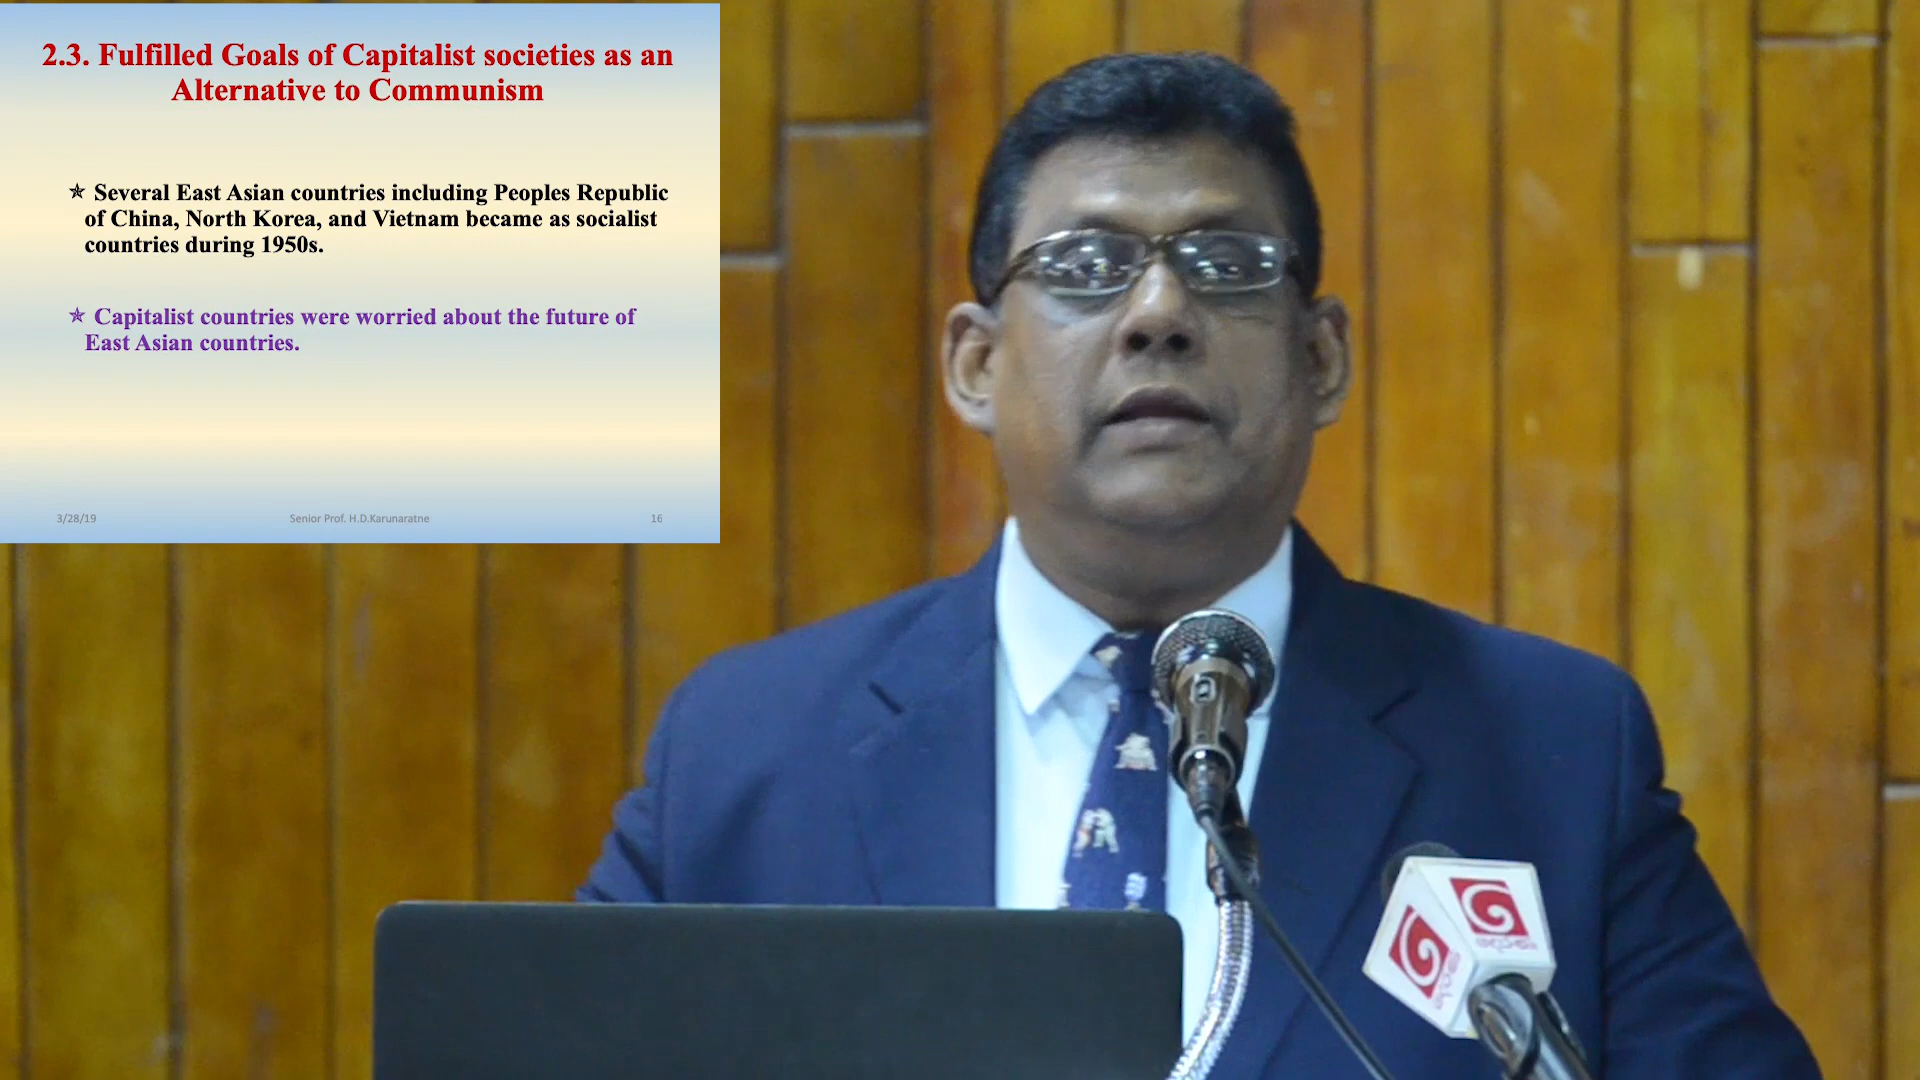 2.3. Fulfilled Goals of Capitalist societies as an
Alternative to Communism
✯ Several East Asian countries including Peoples Republic
of China, North Korea, and Vietnam became as socialist
countries during 1950s.
✯ Capitalist countries were worried about the future of
East Asian countries.
3/28/19
Senior Prof. H.D.Karunaratne
16